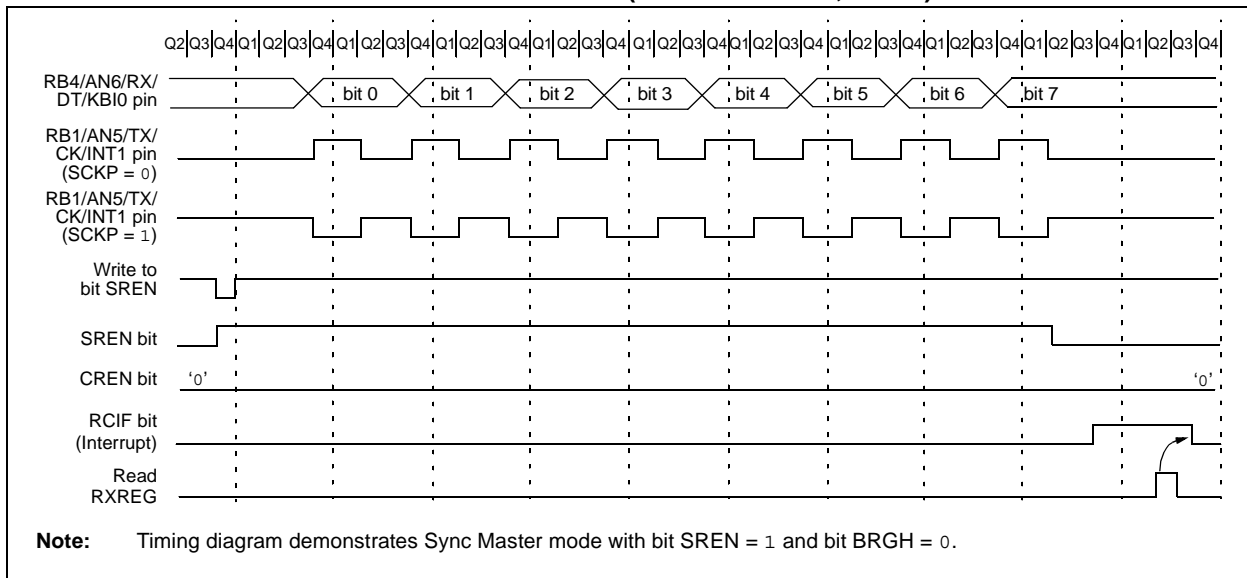 Q2 Q3 Q4 Q1 Q2 Q3 Q4 Q1 Q2 Q3 Q4 Q1 Q2 Q3 Q4 Q1 Q2 Q3 Q4 Q1 Q2 Q3 Q4 Q1 Q2 Q3 Q4 Q1 Q2 Q3 Q4 Q1 Q2 Q3 Q4 Q1 Q2 Q3 Q4 Q1 Q2 Q3 Q4
RB4/AN6/RX/
DT/KBI0 pin
bit 0 bit 1 bit 2 bit 3 bit 4 bit 5 bit 6 bit 7
RB1/AN5/TX/
CK/INT1 pin
(SCKP = 0)
RB1/AN5/TX/
CK/INT1 pin
(SCKP = 1)
Write to
bit SREN
SREN bit
CREN bit ‘0’ ‘0’
RCIF bit
(Interrupt)
Read
RXREG
Note: Timing diagram demonstrates Sync Master mode with bit SREN = 1 and bit BRGH = 0.